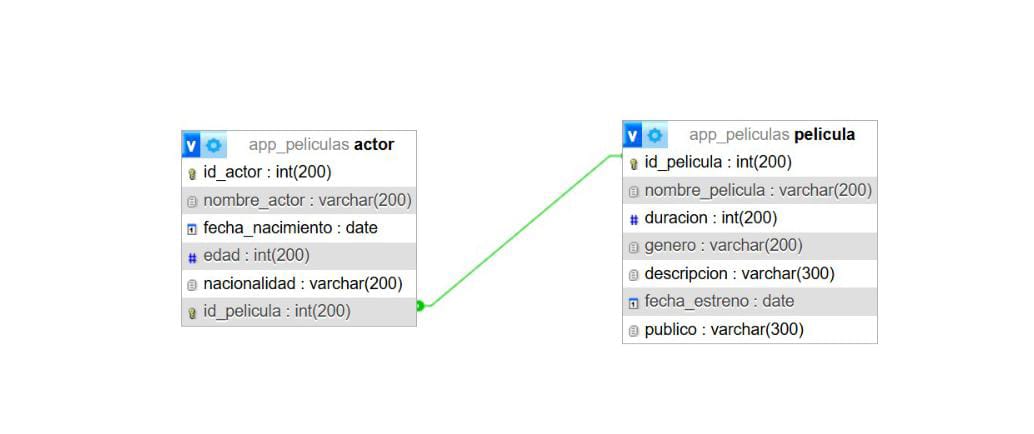 app_peliculas actor
id_actor : int(200)
nombre_actor : varchar(200)
fecha_nacimiento : date
# edad : int(200)
nacionalidad : varchar(200)
id_pelicula : int(200)
app_peliculas pelicula
id_pelicula : int(200)
nombre_pelicula : varchar(200)
# duracion : int(200)
genero : varchar(200)
descripcion : varchar(300)
fecha_estreno : date
publico : varchar(300)